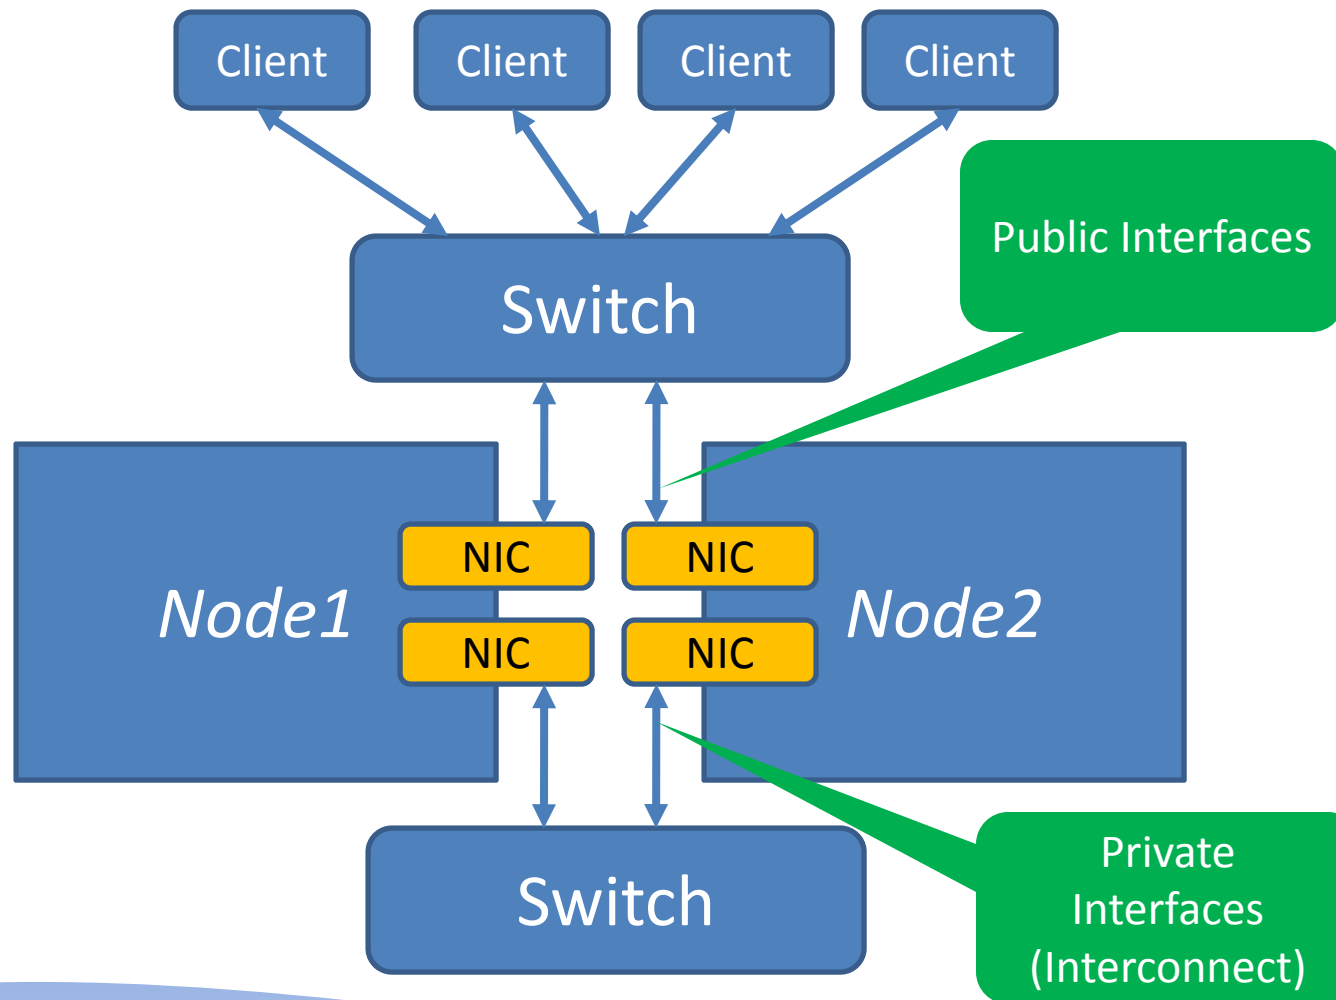 Client
Client
Client
Client
Public Interfaces
Switch
NIC
NIC
Node1
Node2
NIC
NIC
Switch
Private
Interfaces
(Interconnect)